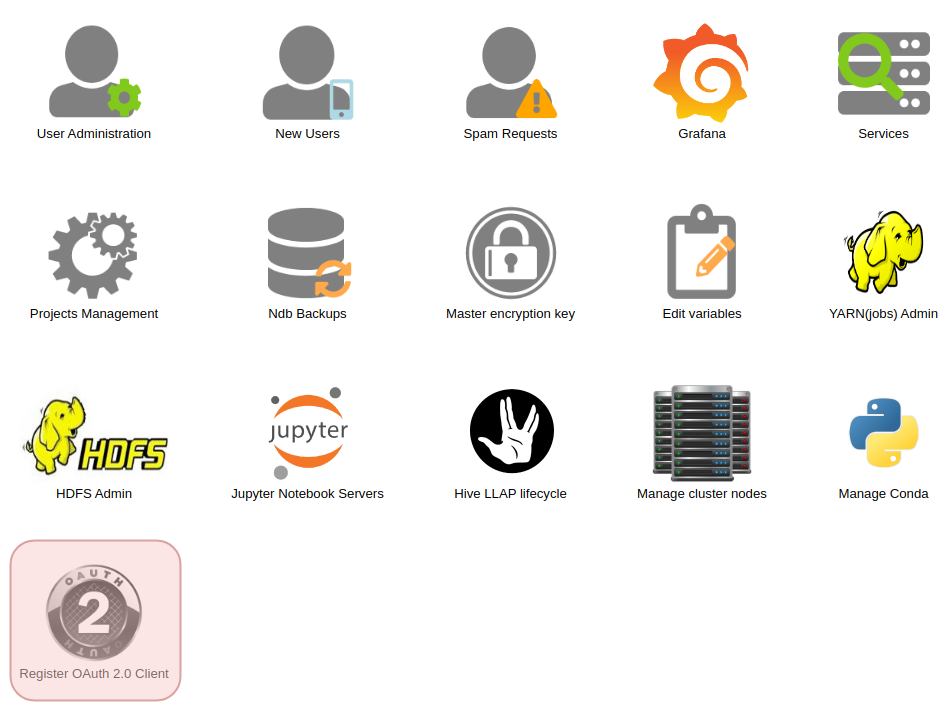 User Administration
New Users
Spam Requests
Grafana
Services
Projects Management
Ndb Backups
Master encryption key
Edit variables
YARN(jobs) Admin
HDFS
jupyter
HDFS Admin
Jupyter Notebook Servers
Hive LLAP lifecycle
Manage cluster nodes
Manage Conda
OAUTH
2
OAUTH
Register OAuth 2.0 Client